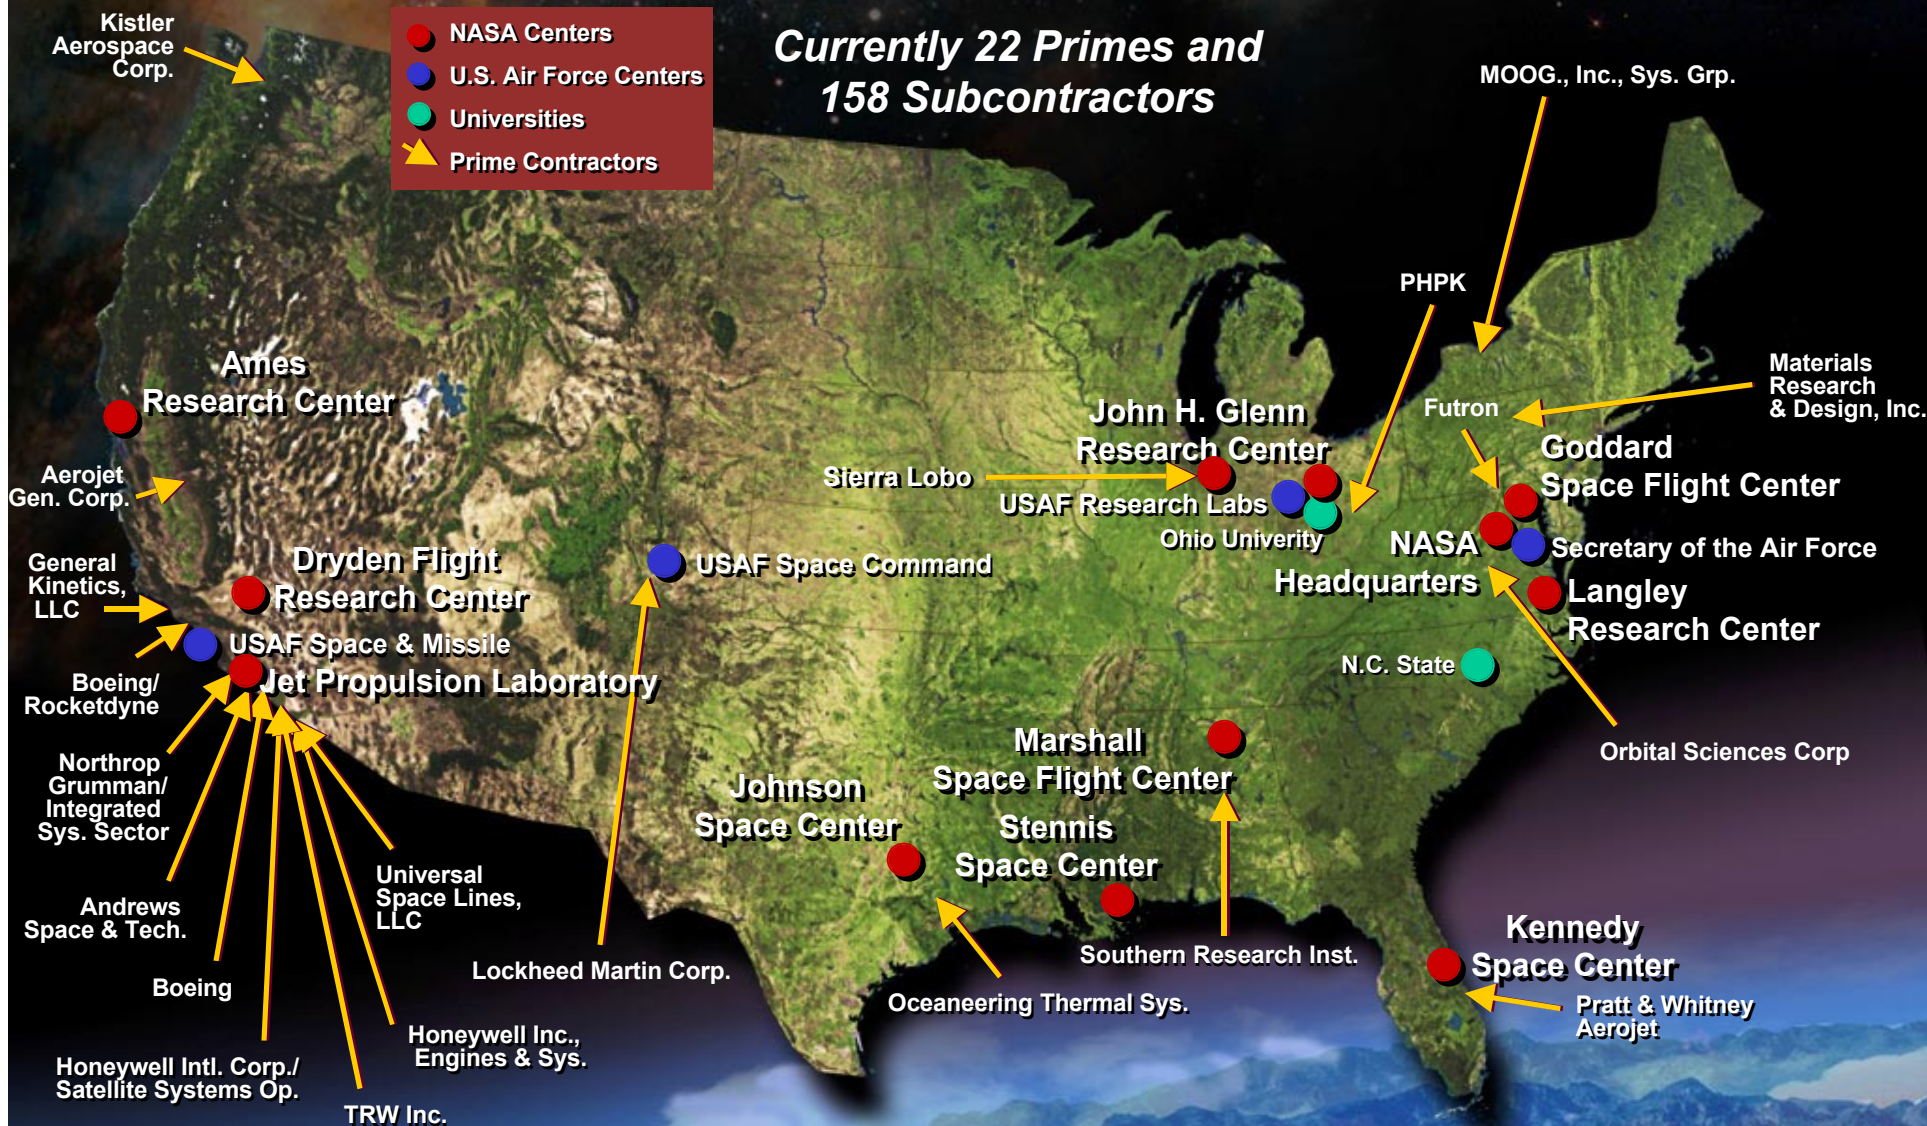 Currently 22 Primes and
158 Subcontractors
NASA Centers
U.S. Air Force Centers
Universities
Prime Contractors
Kistler
Aerospace
Corp.
MOOG., Inc., Sys. Grp.
PHPK
Materials
Research
& Design, Inc.
Futron
Ames
Research Center
John H. Glenn
Research Center
Goddard
Space Flight Center
Aerojet
Gen. Corp.
Sierra Lobo
USAF Research Labs
Ohio Univerity
NASA
Headquarters
Secretary of the Air Force
General
Kinetics,
LLC
Dryden Flight
Research Center
USAF Space Command
Langley
Research Center
USAF Space & Missile
Jet Propulsion Laboratory
N.C. State
Boeing/
Rocketdyne
Northrop
Grumman/
Integrated
Sys. Sector
Marshall
Space Flight Center
Orbital Sciences Corp
Johnson
Space Center
Stennis
Space Center
Universal
Space Lines,
LLC
Andrews
Space & Tech.
Kennedy
Space Center
Southern Research Inst.
Lockheed Martin Corp.
Boeing
Oceaneering Thermal Sys.
Pratt & Whitney
Aerojet
Honeywell Inc.,
Engines & Sys.
Honeywell Intl. Corp./
Satellite Systems Op.
TRW Inc.